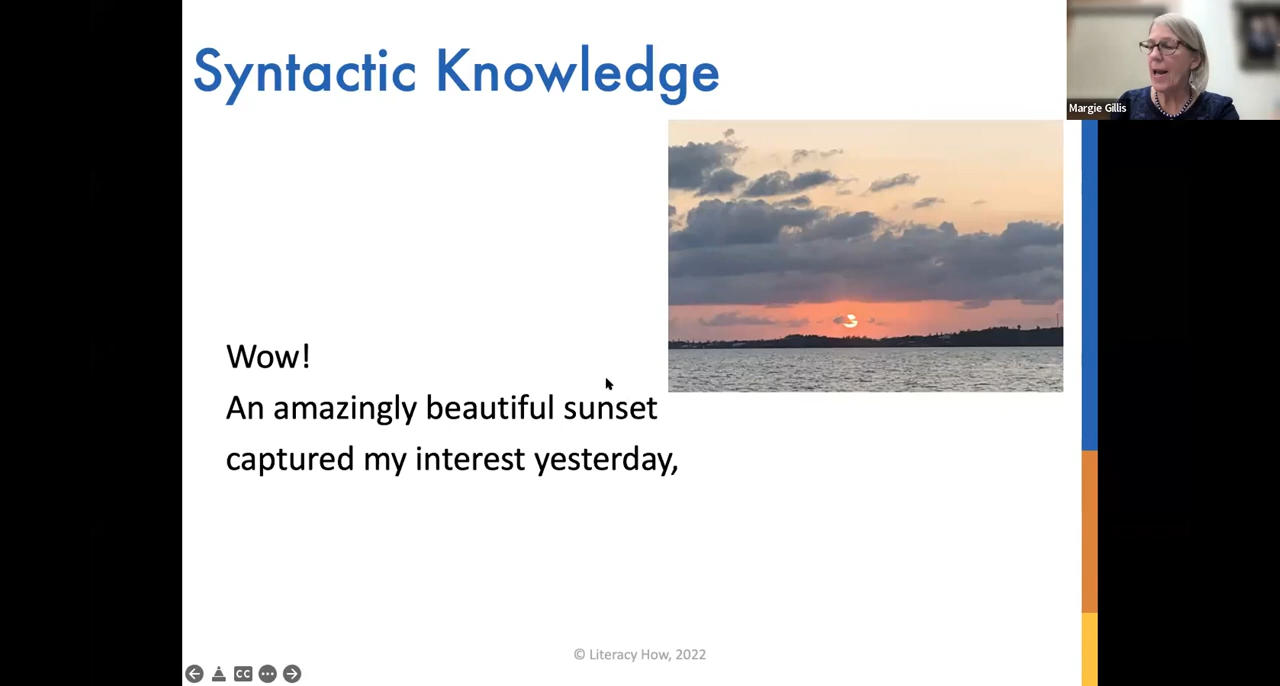 Syntactic Knowledge
Margie Gillis
Wow!
An amazingly beautiful sunset
captured my interest yesterday,
© Literacy How, 2022
CC